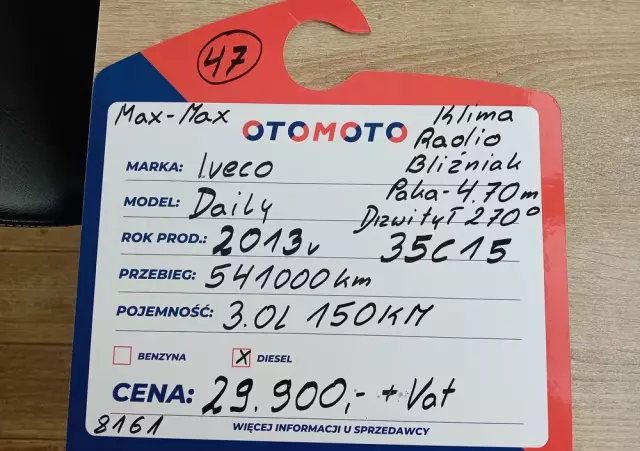 47
Max-Max
Klima
OTOMOTO
Radio
MARKA: Iveco
Bliźniak
Paka-4.70m
MODEL: Daily
Drzwi tył 270°
ROK PROD.: 2013r 35C15
PRZEBIEG: 541000km
POJEMNOŚĆ: 3.0l 150KM
BENZYNA X DIESEL
CENA: 29.900,- + Vat
8161
WIĘCEJ INFORMACJI U SPRZEDAWCY